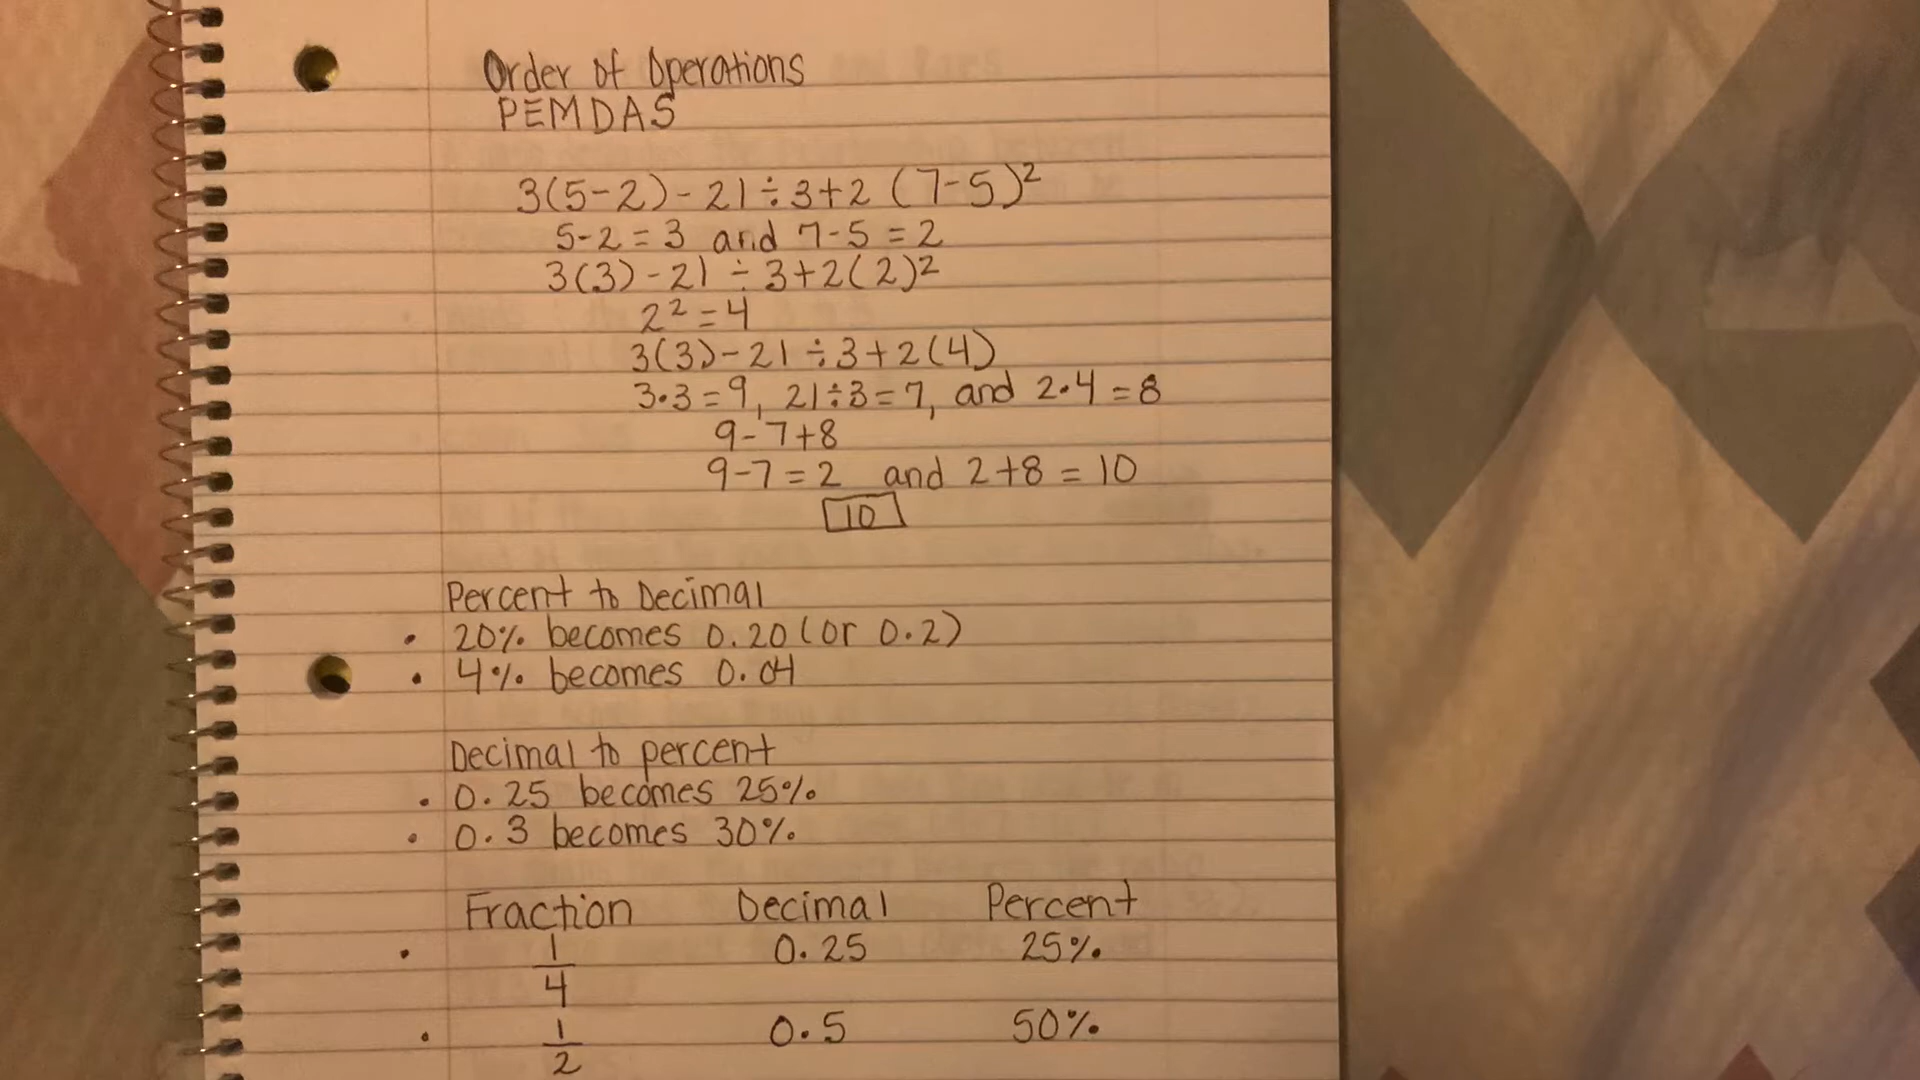 Order of Operations
PEMDAS
3(5-2)-21÷3+2(7-5)²
5-2=3 and 7-5=2
3(3)-21÷3+2(2)²
2²=4
3(3)-21÷3+2(4)
3•3=9, 21÷3=7, and 2•4=8
9-7+8
9-7=2 and 2+8=10
10
Percent to Decimal
• 20% becomes 0.20 (or 0.2)
• 4% becomes 0.04
Decimal to percent
• 0.25 becomes 25%
• 0.3 becomes 30%
Fraction Decimal Percent
• 1/4 0.25 25%
• 1/2 0.5 50%